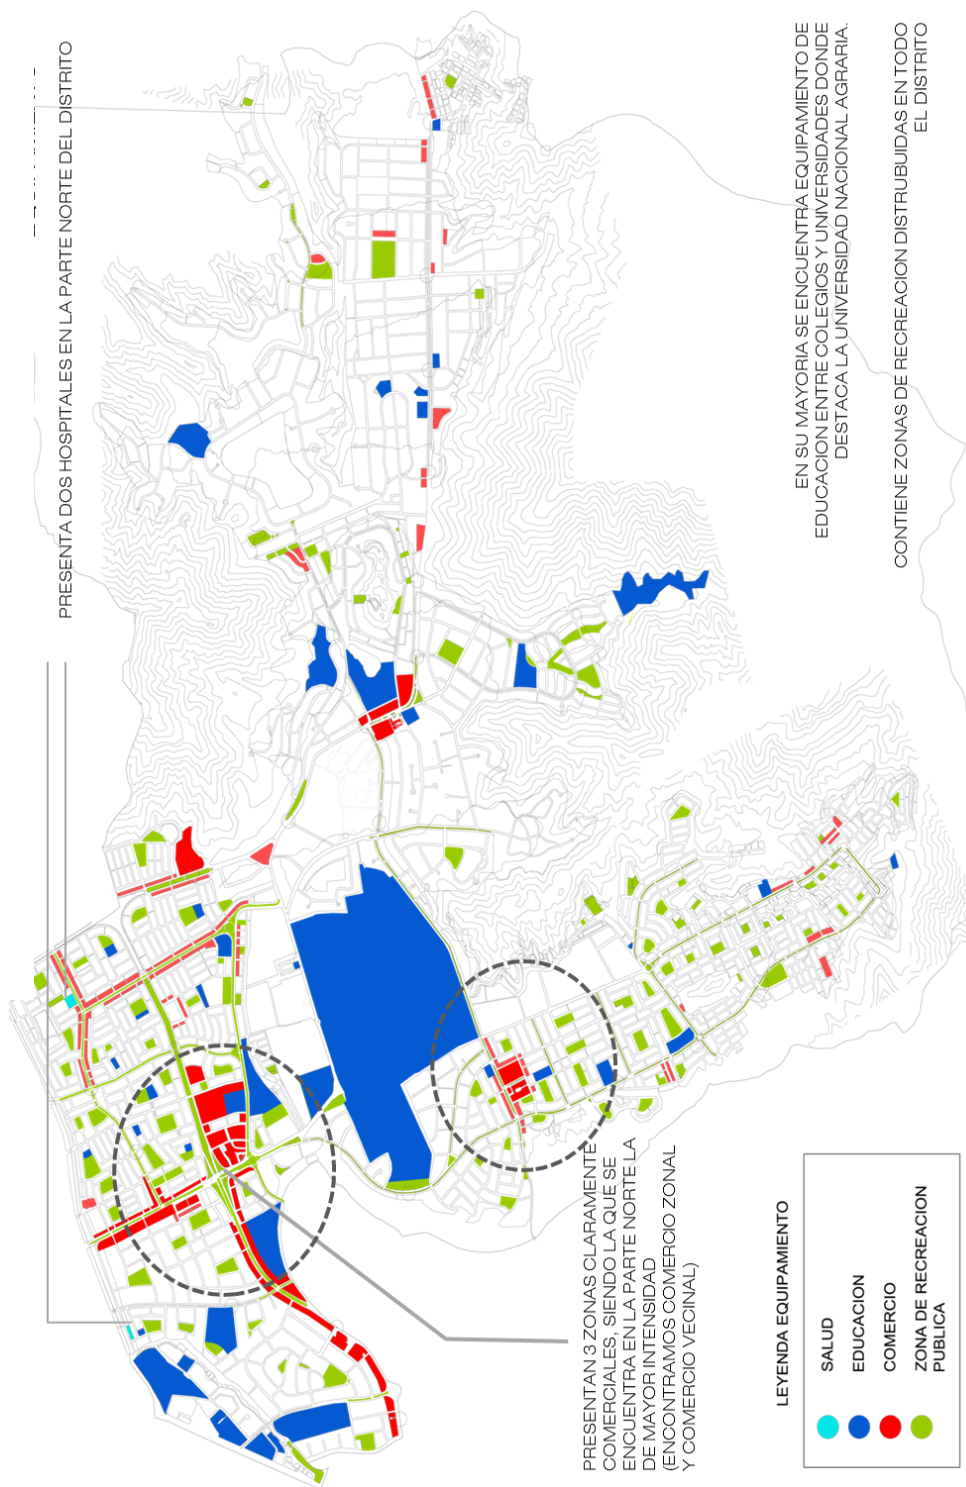 PRESENTA DOS HOSPITALES EN LA PARTE NORTE DEL DISTRITO
EN SU MAYORIA SE ENCUENTRA EQUIPAMIENTO DE
EDUCACION ENTRE COLEGIOS Y UNIVERSIDADES DONDE
DESTACA LA UNIVERSIDAD NACIONAL AGRARIA.
CONTIENE ZONAS DE RECREACION DISTRUBUIDAS EN TODO
EL DISTRITO
PRESENTAN 3 ZONAS CLARAMENTE
COMERCIALES, SIENDO LA QUE SE
ENCUENTRA EN LA PARTE NORTE LA
DE MAYOR INTENSIDAD
(ENCONTRAMOS COMERCIO ZONAL
Y COMERCIO VECINAL)
LEYENDA EQUIPAMIENTO
SALUD
EDUCACION
COMERCIO
ZONA DE RECREACION
PUBLICA